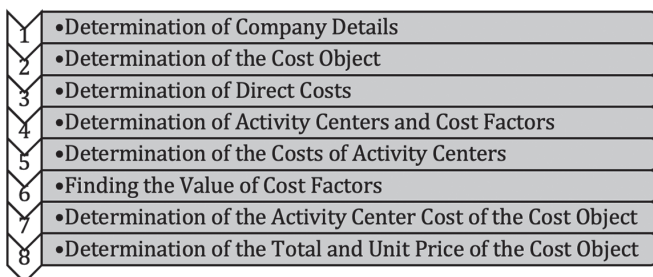 1 •Determination of Company Details
2 •Determination of the Cost Object
3 •Determination of Direct Costs
4 •Determination of Activity Centers and Cost Factors
5 •Determination of the Costs of Activity Centers
6 •Finding the Value of Cost Factors
7 •Determination of the Activity Center Cost of the Cost Object
8 •Determination of the Total and Unit Price of the Cost Object